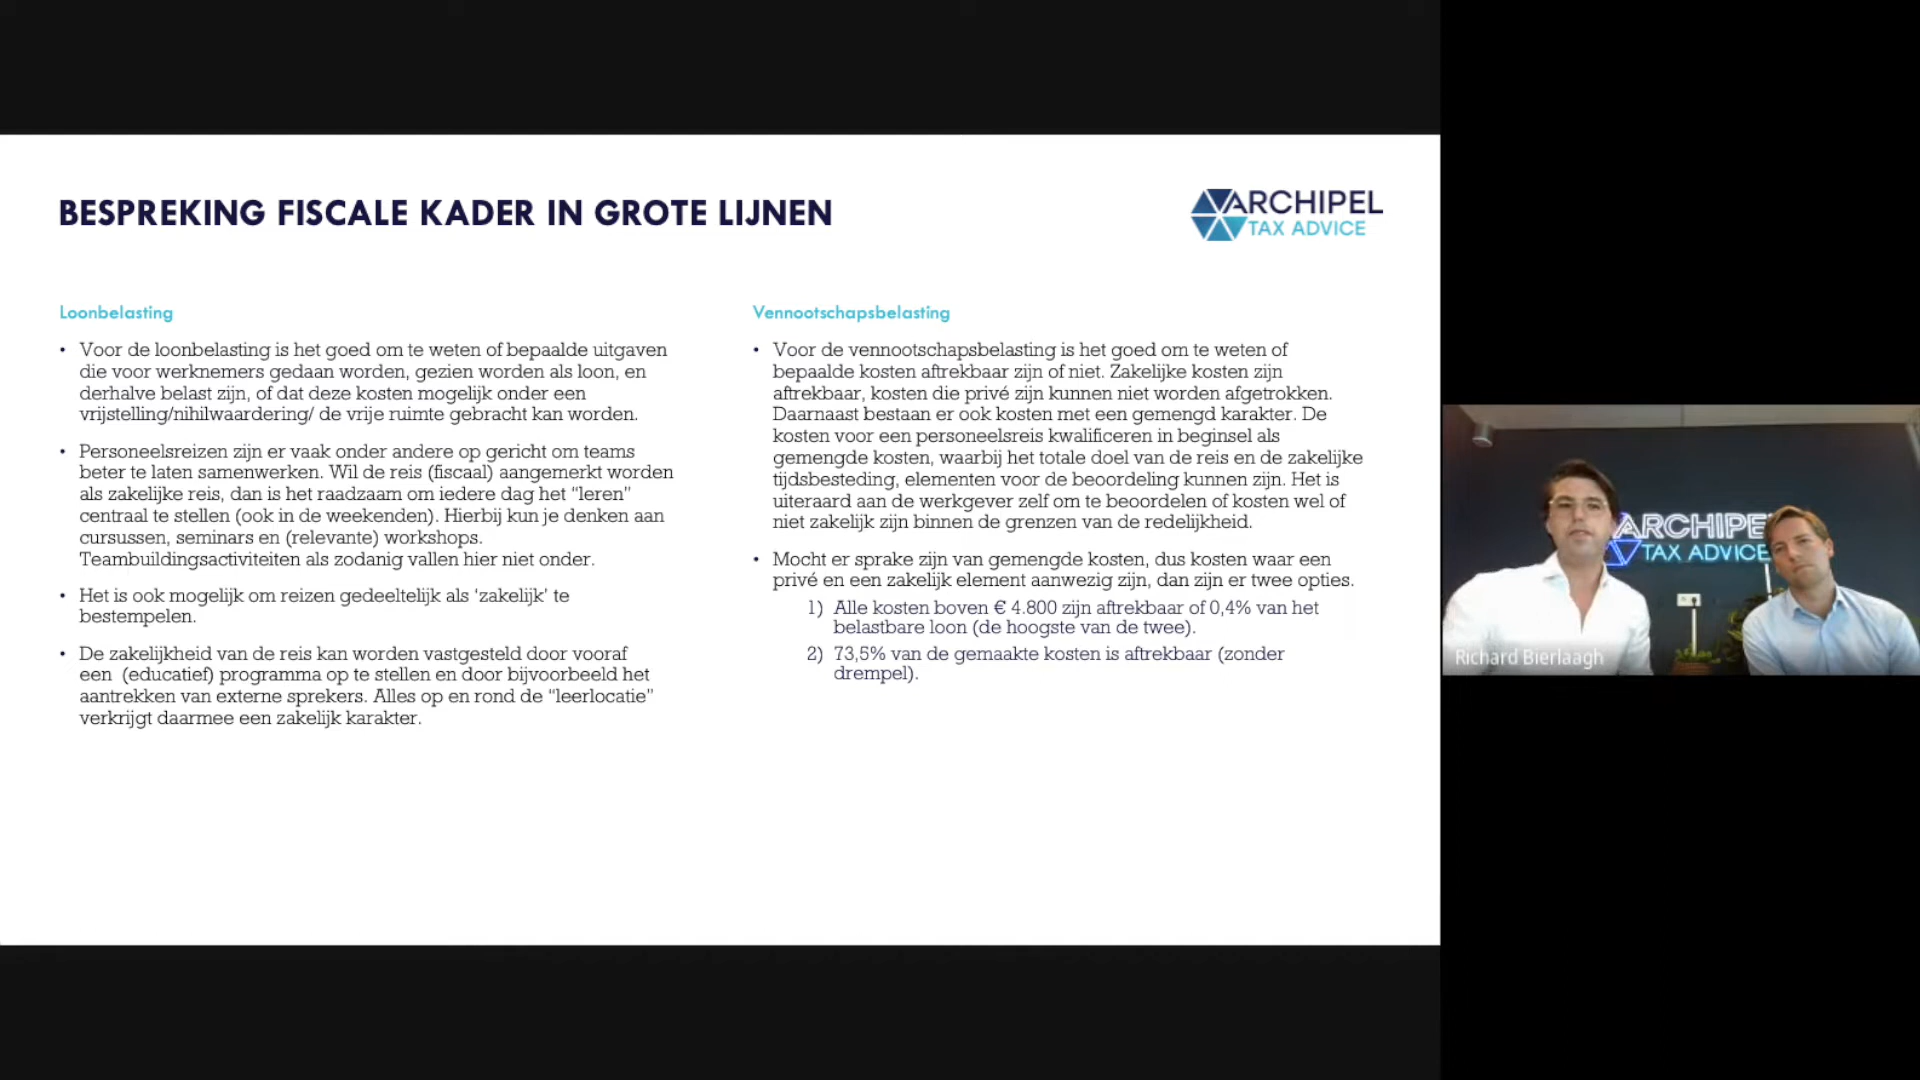 BESPREKING FISCALE KADER IN GROTE LIJNEN
ARCHIPEL
TAX ADVICE
Loonbelasting
• Voor de loonbelasting is het goed om te weten of bepaalde uitgaven
die voor werknemers gedaan worden, gezien worden als loon, en
derhalve belast zijn, of dat deze kosten mogelijk onder een
vrijstelling/nihilwaardering/ de vrije ruimte gebracht kan worden.
• Personeelsreizen zijn er vaak onder andere op gericht om teams
beter te laten samenwerken. Wil de reis (fiscaal) aangemerkt worden
als zakelijke reis, dan is het raadzaam om iedere dag het “leren”
centraal te stellen (ook in de weekenden). Hierbij kun je denken aan
cursussen, seminars en (relevante) workshops.
Teambuildingsactiviteiten als zodanig vallen hier niet onder.
• Het is ook mogelijk om reizen gedeeltelijk als ‘zakelijk’ te
bestempelen.
• De zakelijkheid van de reis kan worden vastgesteld door vooraf
een (educatief) programma op te stellen en door bijvoorbeeld het
aantrekken van externe sprekers. Alles op en rond de “leerlocatie”
verkrijgt daarmee een zakelijk karakter.
Vennootschapsbelasting
• Voor de vennootschapsbelasting is het goed om te weten of
bepaalde kosten aftrekbaar zijn of niet. Zakelijke kosten zijn
aftrekbaar, kosten die privé zijn kunnen niet worden afgetrokken.
Daarnaast bestaan er ook kosten met een gemengd karakter. De
kosten voor een personeelsreis kwalificeren in beginsel als
gemengde kosten, waarbij het totale doel van de reis en de zakelijke
tijdsbesteding, elementen voor de beoordeling kunnen zijn. Het is
uiteraard aan de werkgever zelf om te beoordelen of kosten wel of
niet zakelijk zijn binnen de grenzen van de redelijkheid.
• Mocht er sprake zijn van gemengde kosten, dus kosten waar een
privé en een zakelijk element aanwezig zijn, dan zijn er twee opties.
1) Alle kosten boven € 4.800 zijn aftrekbaar of 0,4% van het
belastbare loon (de hoogste van de twee).
2) 73,5% van de gemaakte kosten is aftrekbaar (zonder
drempel).
ARCHIPE
TAX ADVICE
Richard Bierlaagh